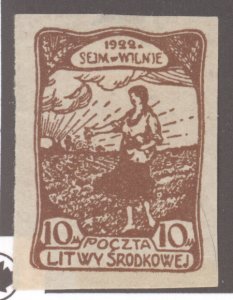 1922.
SEJM W WILNIE
10 M 10 M
POCZTA
LITWY ŚRODKOWEJ